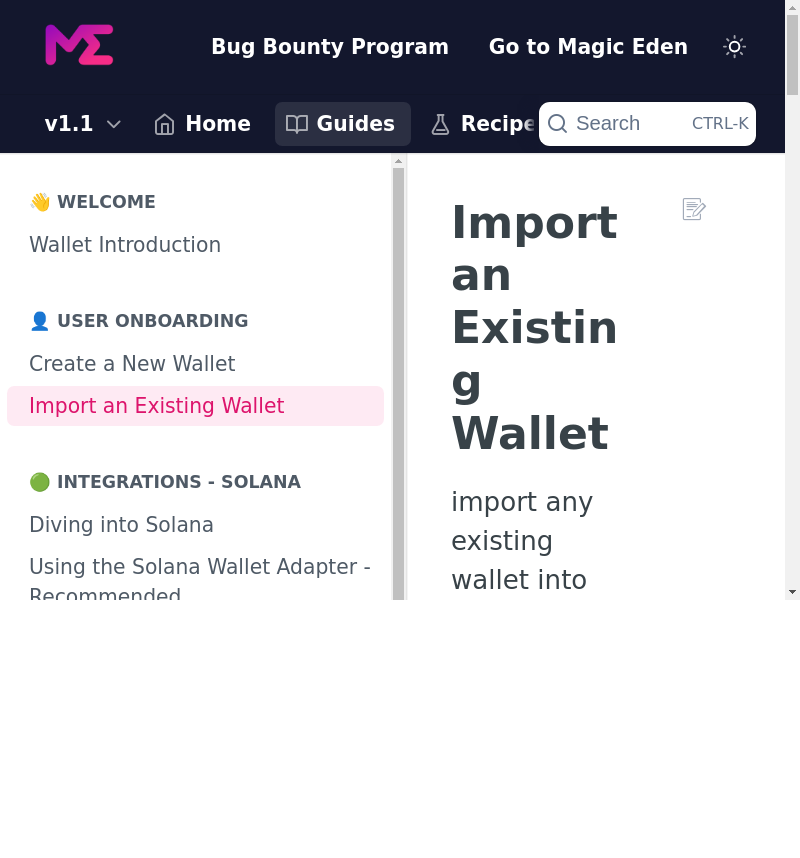 Bug Bounty Program
Go to Magic Eden
v1.1
Home
Guides
Recipe
Search
CTRL-K
👋 WELCOME
Wallet Introduction
👤 USER ONBOARDING
Create a New Wallet
Import an Existing Wallet
🟢 INTEGRATIONS - SOLANA
Diving into Solana
Using the Solana Wallet Adapter -
Recommended
Import
an
Existin
g
Wallet
import any
existing
wallet into